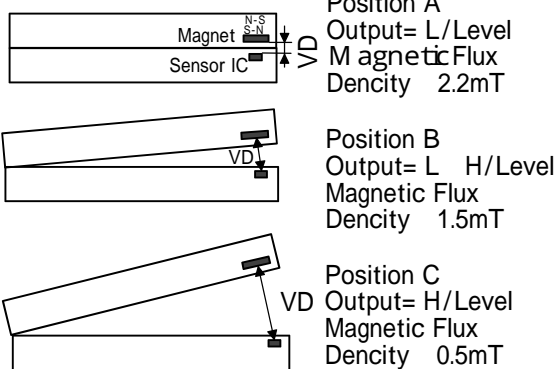 Position A
N-S
S-N
Magnet
Output= L/Level
VD
Magnetic Flux
Sensor IC
Dencity 2.2mT
Position B
VD
Output= L H/Level
Magnetic Flux
Dencity 1.5mT
Position C
VD
Output= H/Level
Magnetic Flux
Dencity 0.5mT